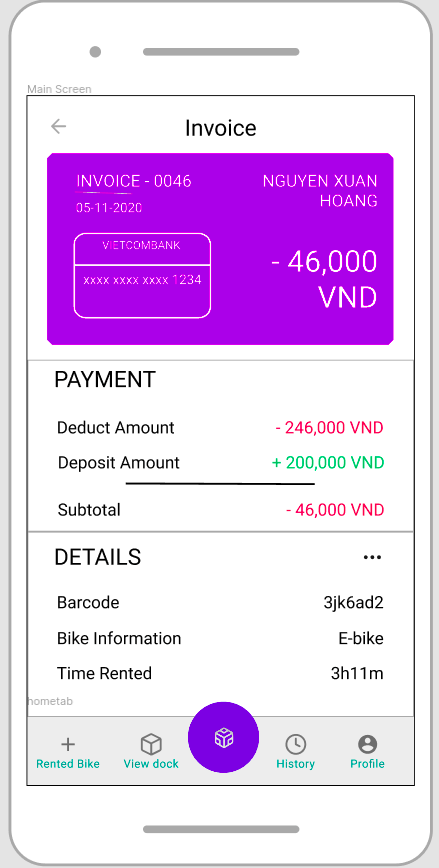 Main Screen
Invoice
INVOICE - 0046
NGUYEN XUAN
HOANG
05-11-2020
VIETCOMBANK
xxxx xxxx xxxx 1234
- 46,000
VND
PAYMENT
Deduct Amount - 246,000 VND
Deposit Amount + 200,000 VND
Subtotal - 46,000 VND
DETAILS
Barcode 3jk6ad2
Bike Information E-bike
Time Rented 3h11m
hometab
Rented Bike View dock History Profile